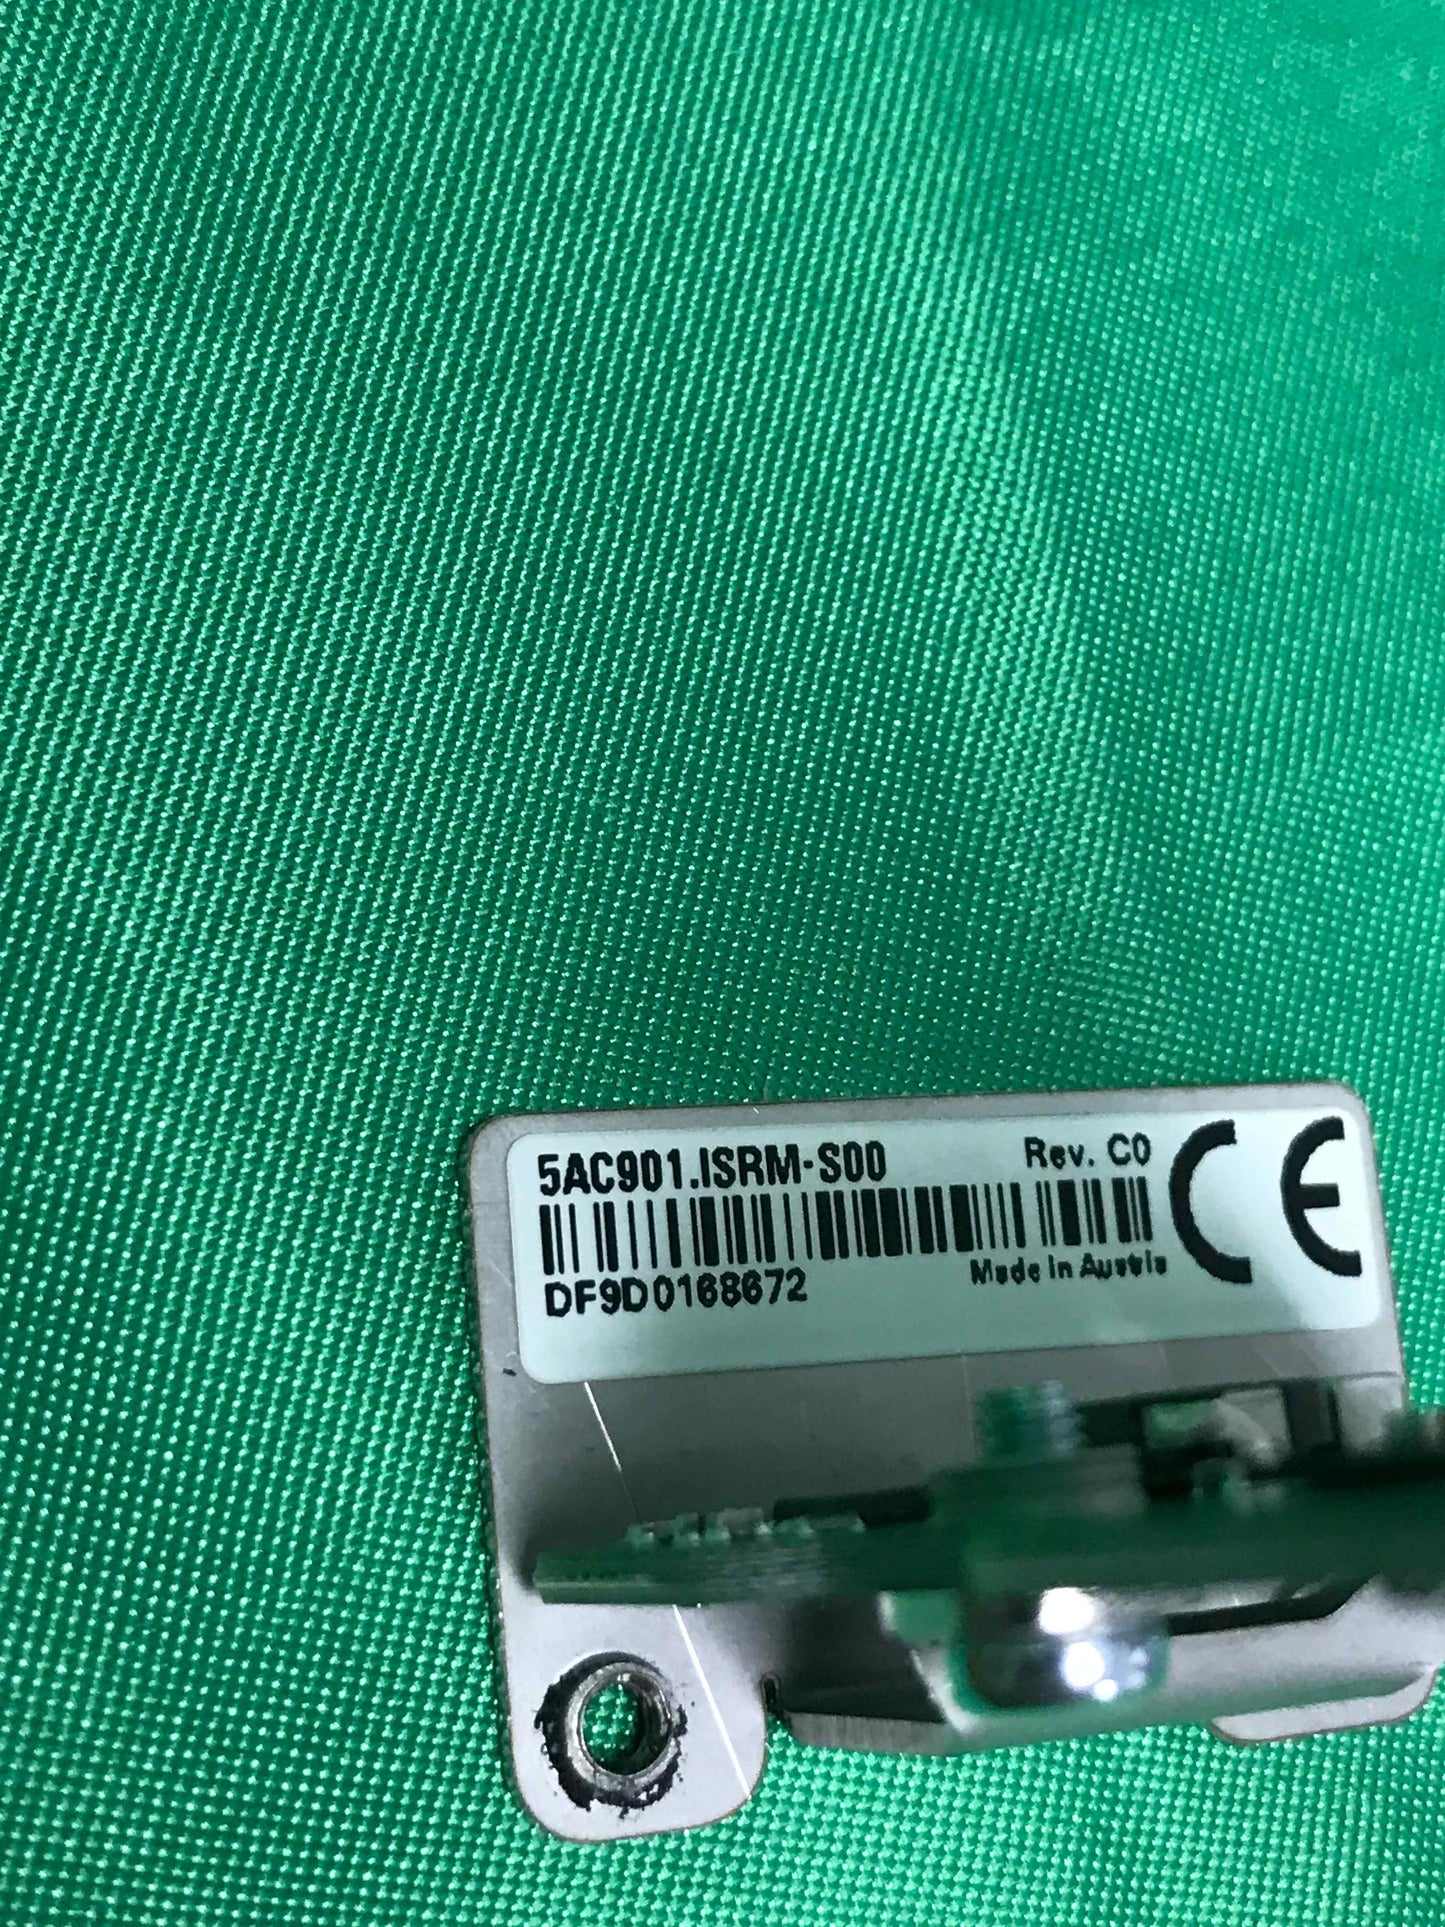 5AC901.ISRM-S00
Rev. C0
DF9D0168672
Made in Austria
CE